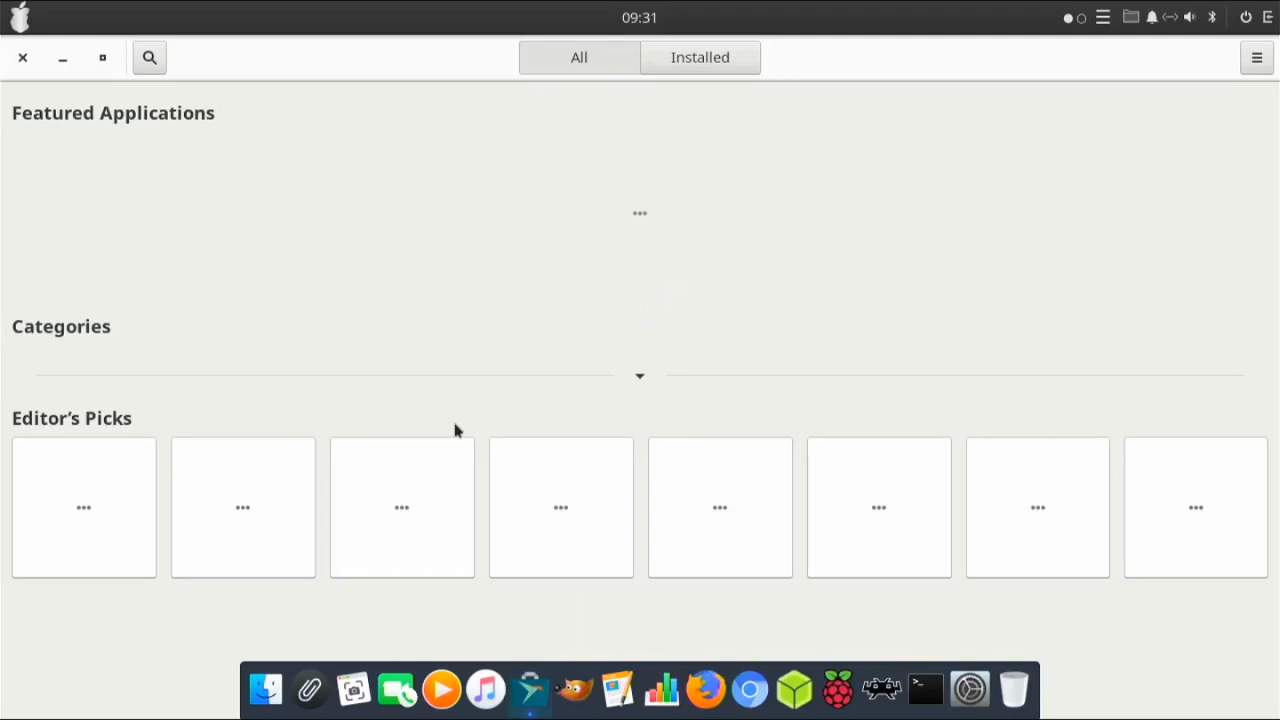 09:31
All
Installed
Featured Applications
...
Categories
Editor’s Picks
... ... ... ... ... ... ... ...
>_